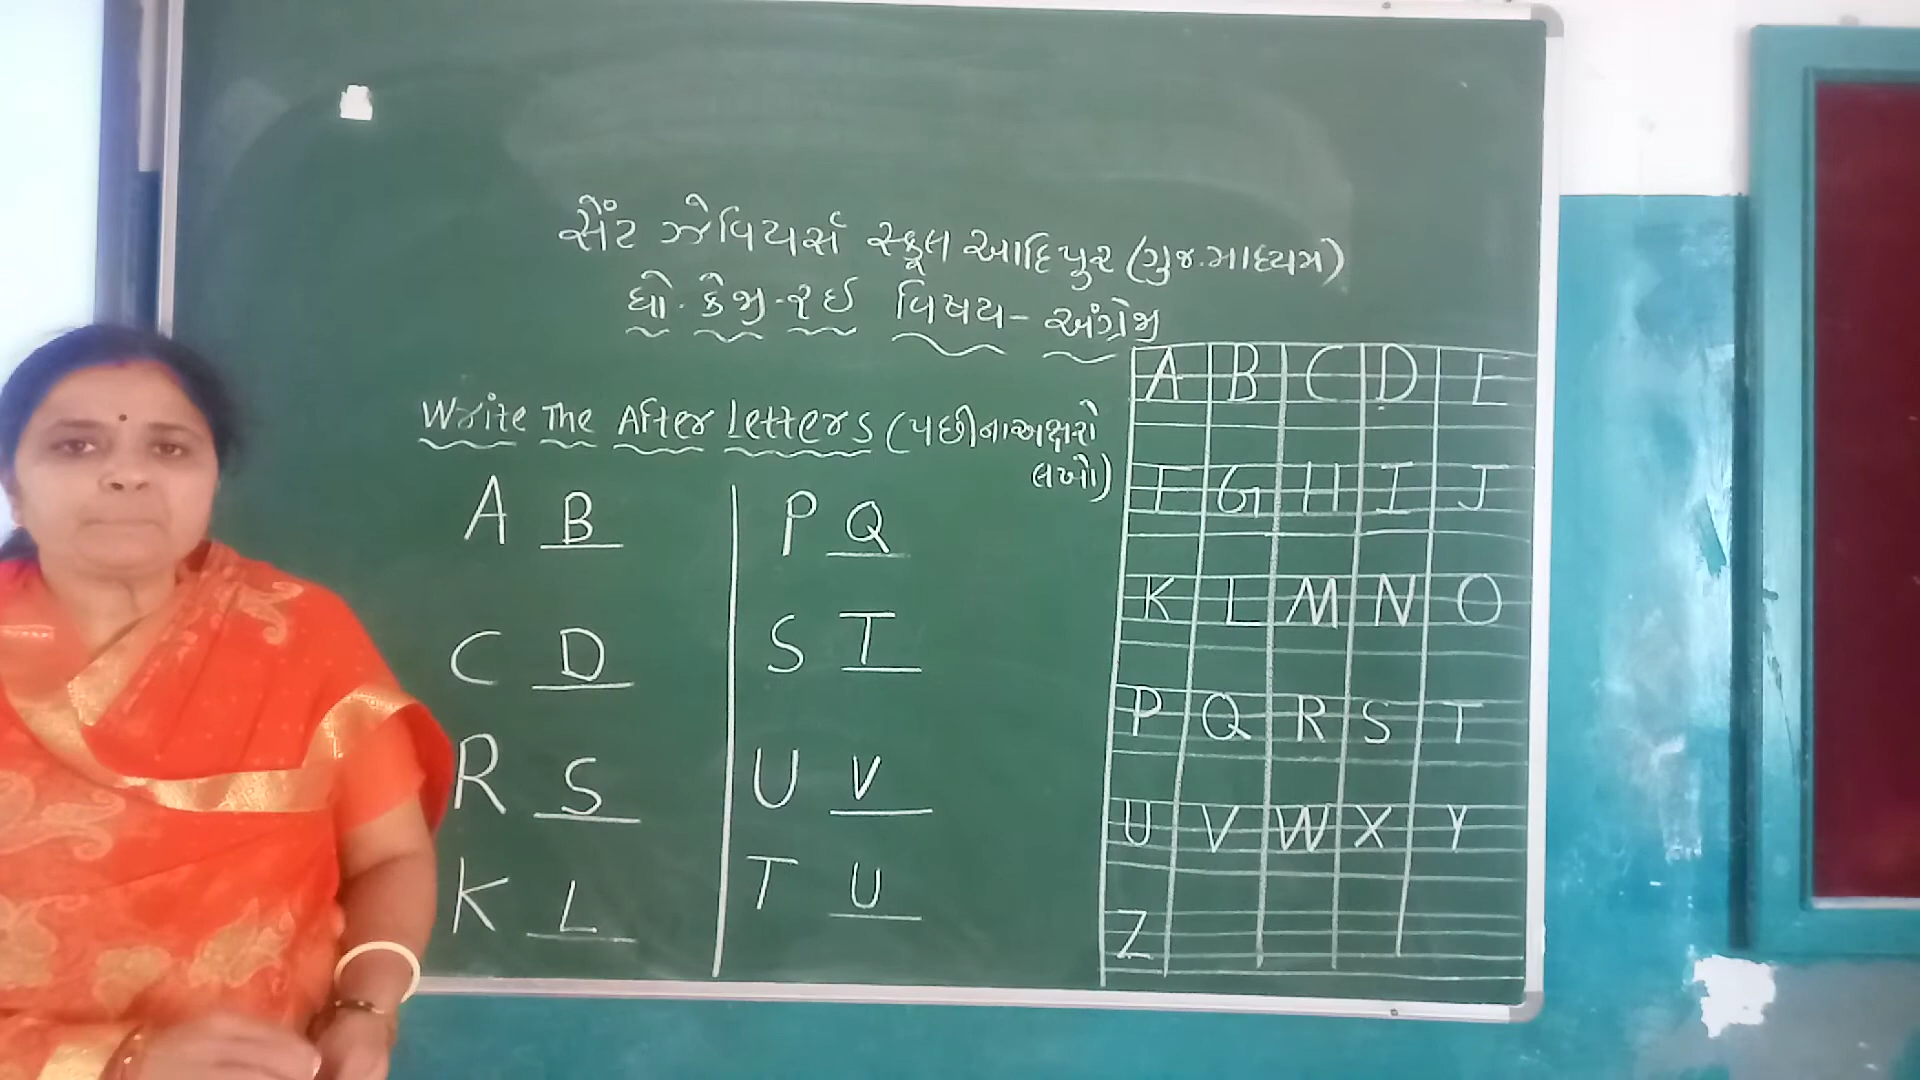 સેંટ ઝેવિયર્સ સ્કૂલ આદિપુર (ગુજ.માધ્યમ)
ધો. કેજી-૨ઈ વિષય- અંગ્રેજી
Write The After letters (પછીના અક્ષરો
લખો)
A B
C D
R S
K L
P Q
S T
U V
T U
A B C D E
F G H I J
K L M N O
P Q R S T
U V W X Y
Z